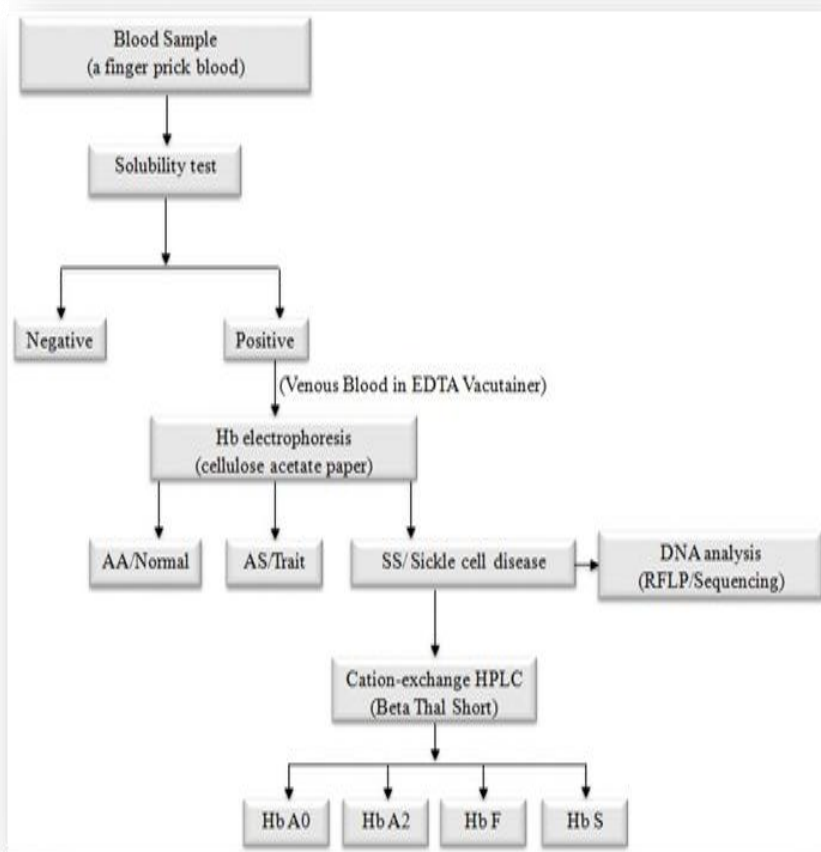 Blood Sample
(a finger prick blood)
Solubility test
Negative
Positive
(Venous Blood in EDTA Vacutainer)
Hb electrophoresis
(cellulose acetate paper)
AA/Normal
AS/Trait
SS/ Sickle cell disease
DNA analysis
(RFLP/Sequencing)
Cation-exchange HPLC
(Beta Thal Short)
Hb A0
Hb A2
Hb F
Hb S